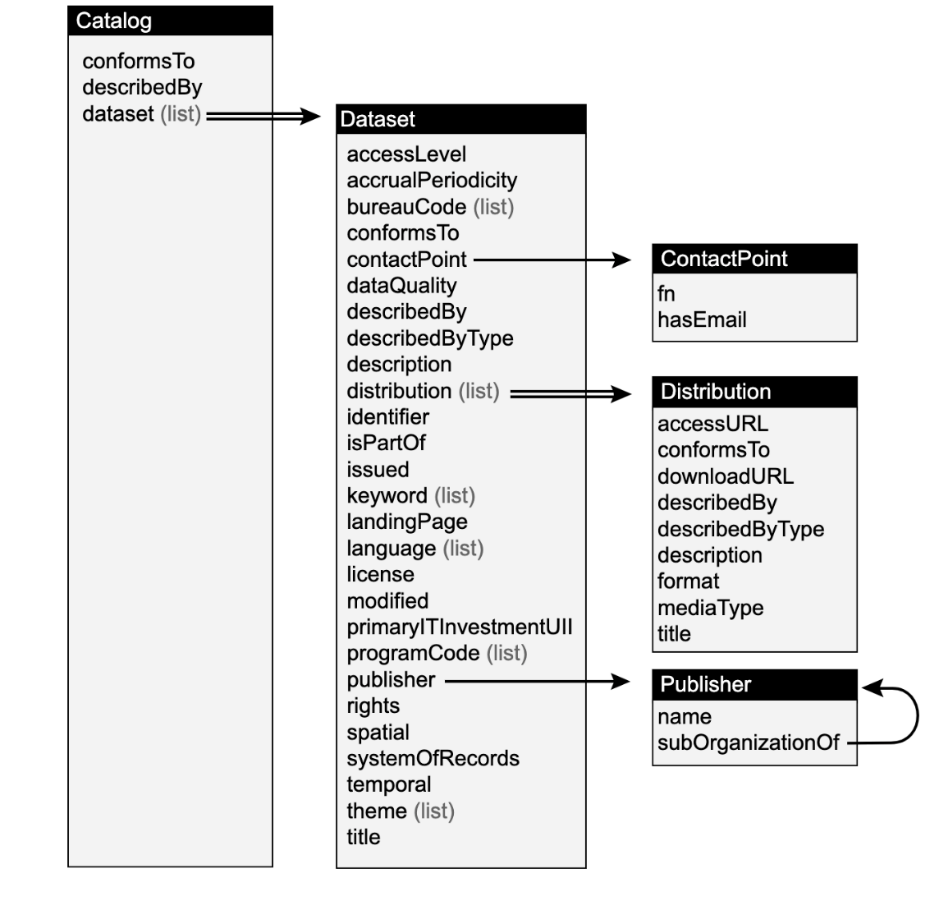 Catalog
conformsTo
describedBy
dataset (list)
Dataset
accessLevel
accrualPeriodicity
bureauCode (list)
conformsTo
contactPoint
dataQuality
describedBy
describedByType
description
distribution (list)
identifier
isPartOf
issued
keyword (list)
landingPage
language (list)
license
modified
primaryITInvestmentUII
programCode (list)
publisher
rights
spatial
systemOfRecords
temporal
theme (list)
title
ContactPoint
fn
hasEmail
Distribution
accessURL
conformsTo
downloadURL
describedBy
describedByType
description
format
mediaType
title
Publisher
name
subOrganizationOf